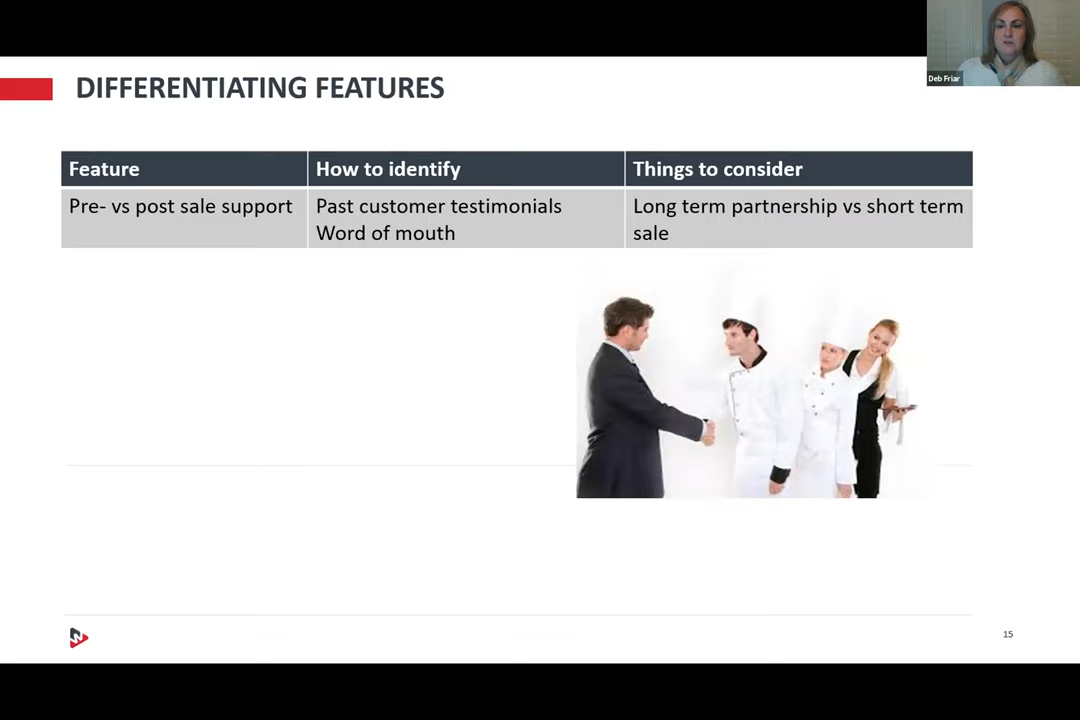 Deb Friar
DIFFERENTIATING FEATURES
Feature
How to identify
Things to consider
Pre- vs post sale support
Past customer testimonials
Word of mouth
Long term partnership vs short term
sale
15